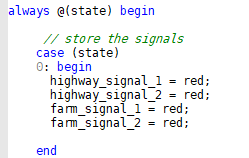 always @(state) begin
// store the signals
case (state)
0: begin
highway_signal_1 = red;
highway_signal_2 = red;
farm_signal_1 = red;
farm_signal_2 = red;
end